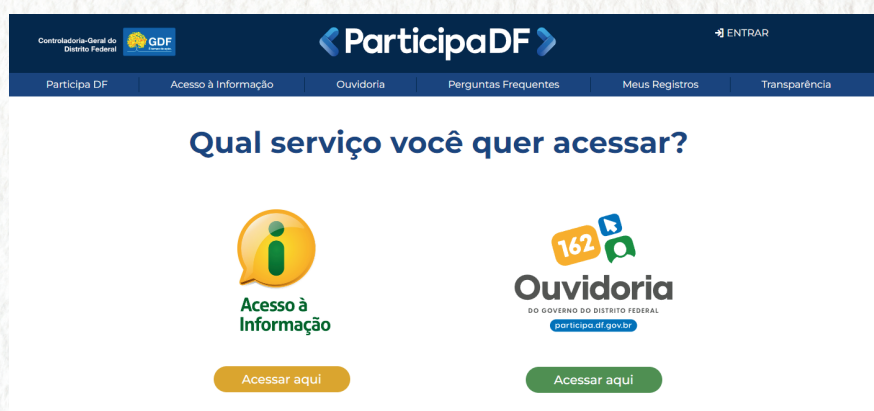 Controladoria-Geral do
Distrito Federal
GDF
ParticipaDF
ENTRAR
Participa DF
Acesso à Informação
Ouvidoria
Perguntas Frequentes
Meus Registros
Transparência
Qual serviço você quer acessar?
Acesso à
Informação
Acessar aqui
162
Ouvidoria
DO GOVERNO DO DISTRITO FEDERAL
participa.df.gov.br
Acessar aqui